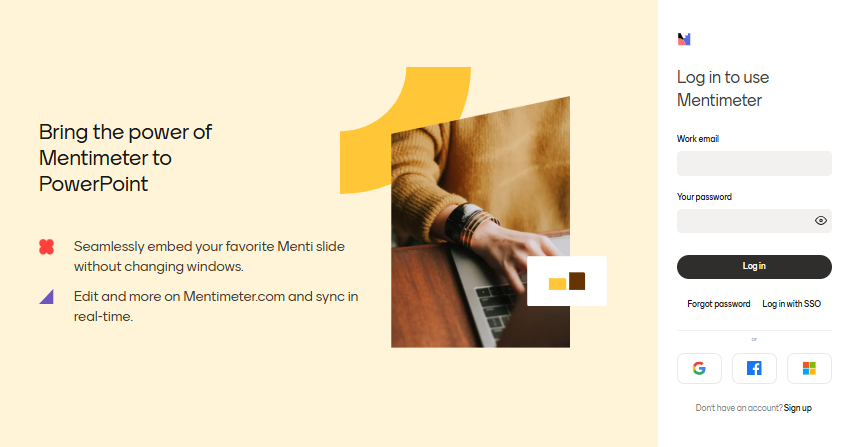 Bring the power of
Mentimeter to
PowerPoint
Seamlessly embed your favorite Menti slide
without changing windows.
Edit and more on Mentimeter.com and sync in
real-time.
Log in to use
Mentimeter
Work email
Your password
Log in
Forgot password Log in with SSO
or
Don't have an account? Sign up